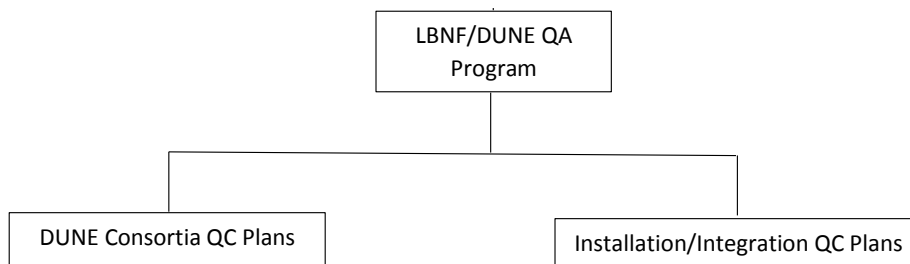 LBNF/DUNE QA
Program
DUNE Consortia QC Plans
Installation/Integration QC Plans